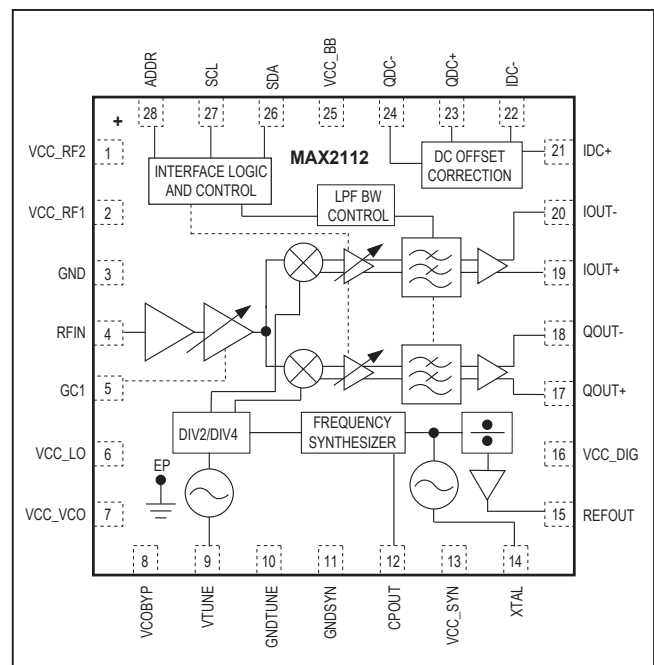 ADDR
SCL
SDA
VCC_BB
QDC-
QDC+
IDC-
28
27
26
25
24
23
22
+
MAX2112
VCC_RF2
1
VCC_RF1
2
GND
3
RFIN
4
GC1
5
VCC_LO
6
VCC_VCO
7
INTERFACE LOGIC
AND CONTROL
LPF BW
CONTROL
DC OFFSET
CORRECTION
DIV2/DIV4
FREQUENCY
SYNTHESIZER
EP
21
IDC+
20
IOUT-
19
IOUT+
18
QOUT-
17
QOUT+
16
VCC_DIG
15
REFOUT
8
9
10
11
12
13
14
VCOBYP
VTUNE
GNDTUNE
GNDSYN
CPOUT
VCC_SYN
XTAL